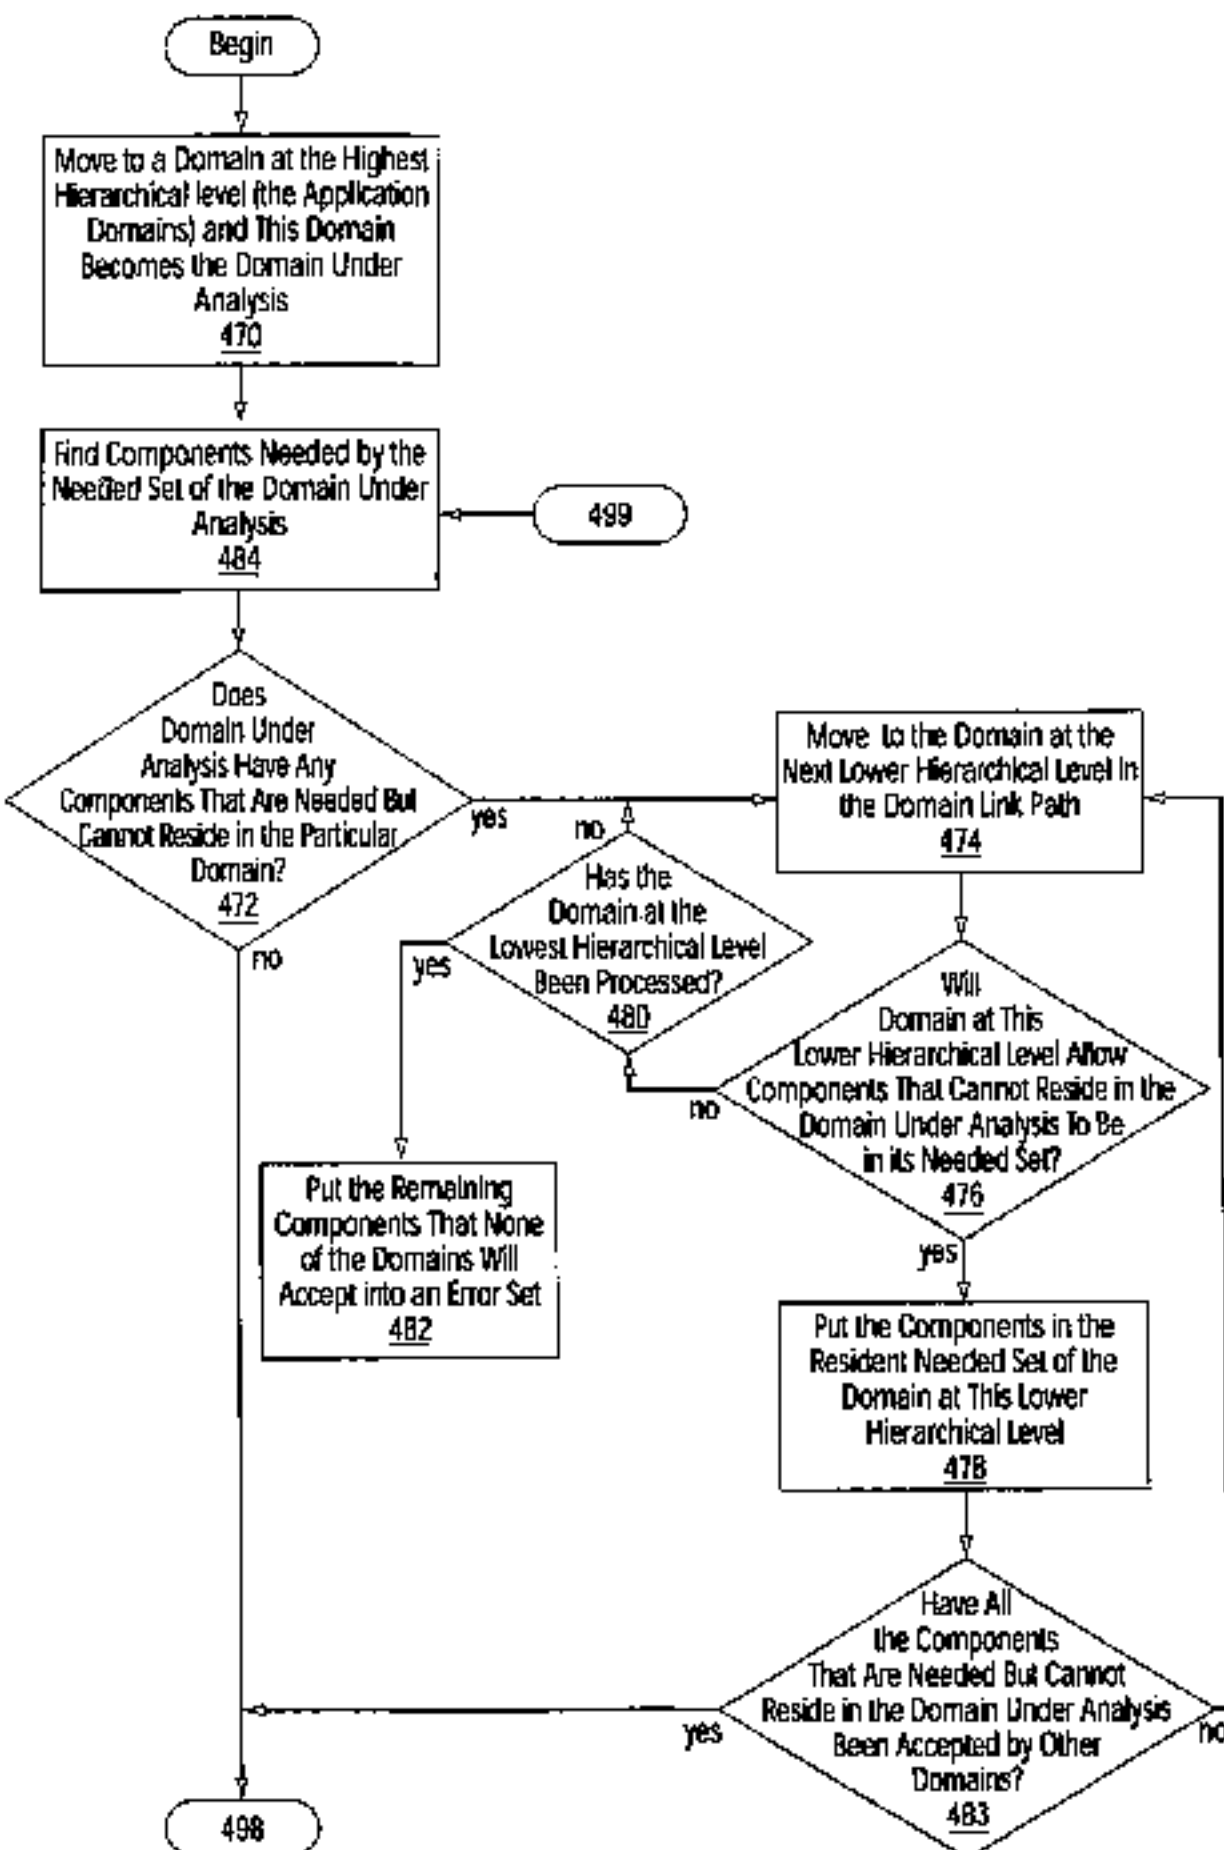 Begin
Move to a Domain at the Highest
Hierarchical level (the Application
Domains) and This Domain
Becomes the Domain Under
Analysis
470
Find Components Needed by the
Needed Set of the Domain Under
Analysis
484
499
Does
Domain Under
Analysis Have Any
Components That Are Needed But
Cannot Reside in the Particular
Domain?
472
yes
no
Move to the Domain at the
Next Lower Hierarchical Level In
the Domain Link Path
474
no
Has the
Domain at the
Lowest Hierarchical Level
Been Processed?
480
yes
Will
Domain at This
Lower Hierarchical Level Allow
Components That Cannot Reside in the
Domain Under Analysis To Be
in its Needed Set?
476
no
yes
Put the Remaining
Components That None
of the Domains Will
Accept into an Error Set
482
Put the Components in the
Resident Needed Set of the
Domain at This Lower
Hierarchical Level
478
Have All
the Components
That Are Needed But Cannot
Reside in the Domain Under Analysis
Been Accepted by Other
Domains?
483
yes
no
498